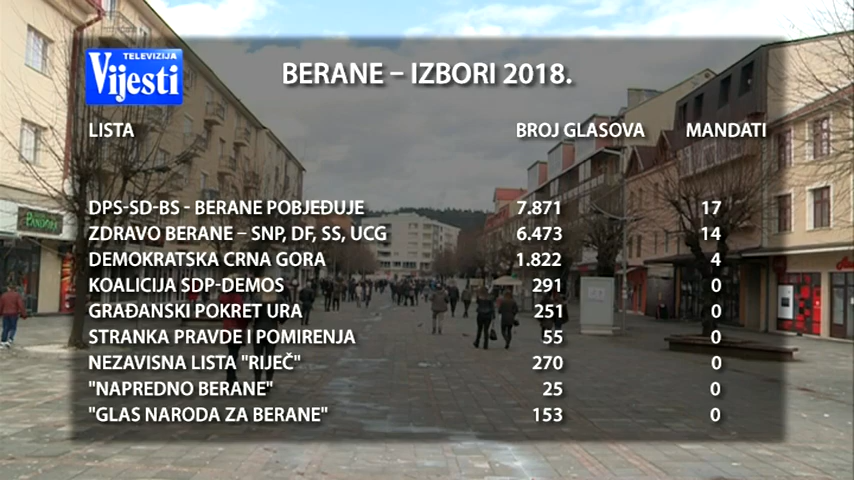 TELEVIZIJA
Vijesti
BERANE – IZBORI 2018.
LISTA BROJ GLASOVA MANDATI
DPS-SD-BS - BERANE POBJEĐUJE 7.871 17
ZDRAVO BERANE – SNP, DF, SS, UCG 6.473 14
DEMOKRATSKA CRNA GORA 1.822 4
KOALICIJA SDP-DEMOS 291 0
GRAĐANSKI POKRET URA 251 0
STRANKA PRAVDE I POMIRENJA 55 0
NEZAVISNA LISTA "RIJEČ" 270 0
"NAPREDNO BERANE" 25 0
"GLAS NARODA ZA BERANE" 153 0
PANDORA